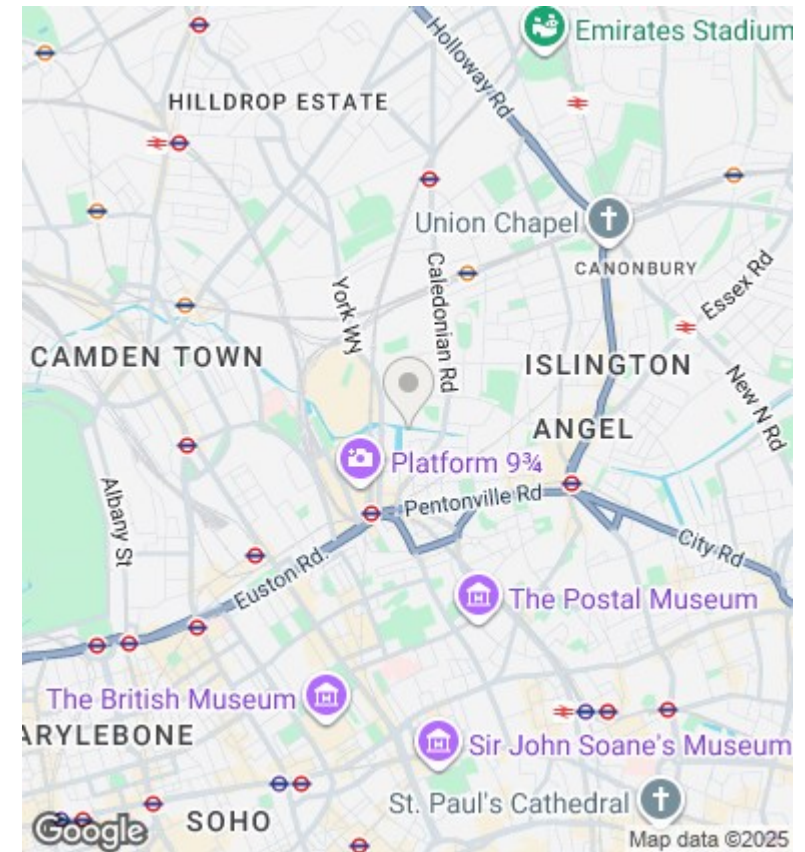 Emirates Stadium
Holloway Rd
HILLDROP ESTATE
Union Chapel
CANONBURY
Caledonian Rd
Essex Rd
York Wy
CAMDEN TOWN
ISLINGTON
New N Rd
ANGEL
Platform 9¾
Albany St
Pentonville Rd
City Rd
Euston Rd.
The Postal Museum
The British Museum
ARYLEBONE
Sir John Soane's Museum
St. Paul's Cathedral
SOHO
Google
Map data ©2025